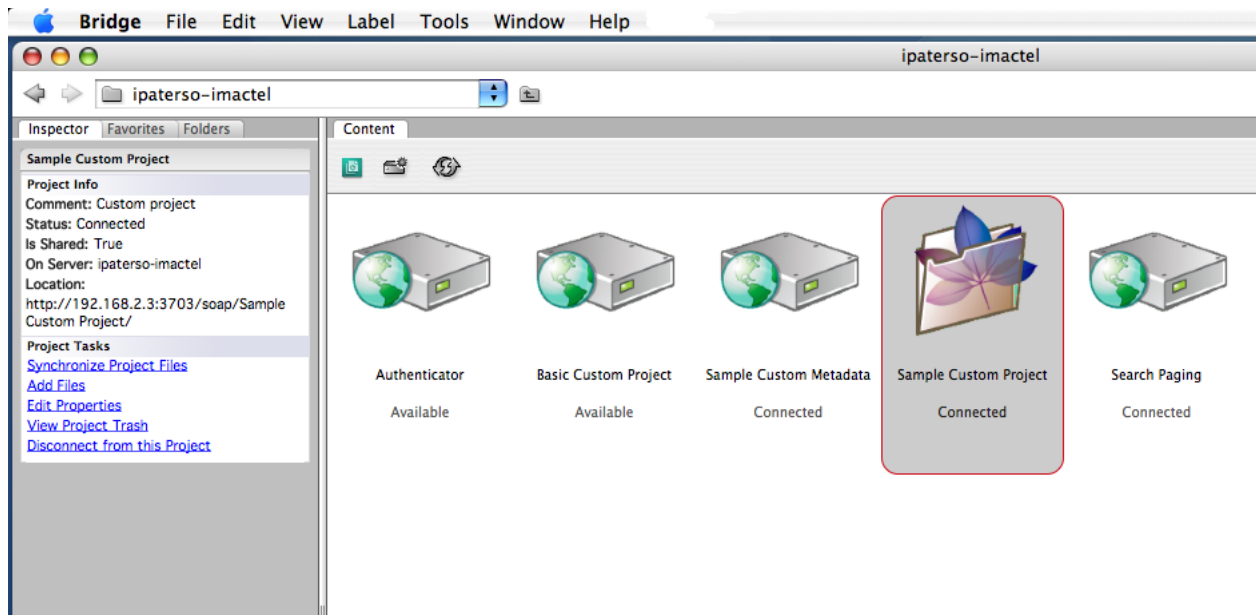 Bridge File Edit View Label Tools Window Help
ipaterso-imactel
ipaterso-imactel
Inspector Favorites Folders
Sample Custom Project
Project Info
Comment: Custom project
Status: Connected
Is Shared: True
On Server: ipaterso-imactel
Location:
http://192.168.2.3:3703/soap/Sample
Custom Project/
Project Tasks
Synchronize Project Files
Add Files
Edit Properties
View Project Trash
Disconnect from this Project
Content
Authenticator Basic Custom Project Sample Custom Metadata Sample Custom Project Search Paging
Available Available Connected Connected Connected